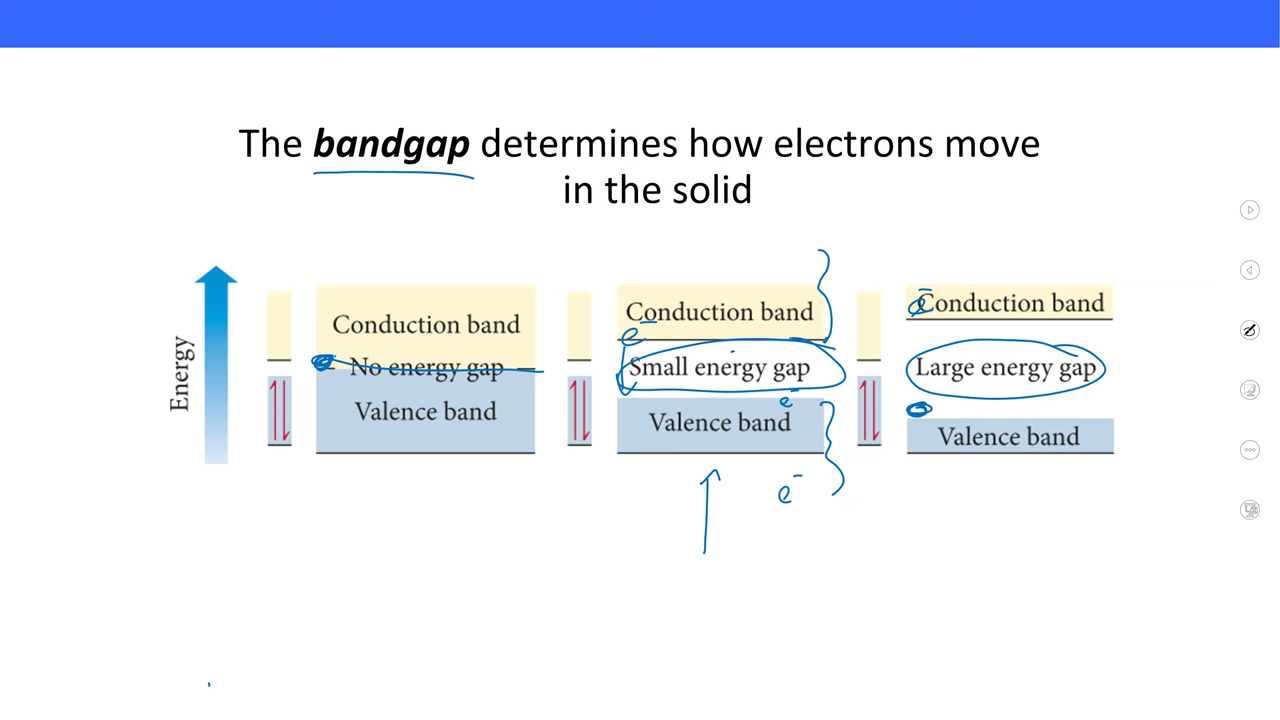 The bandgap determines how electrons move
in the solid
Energy
Conduction band
No energy gap
Valence band
Conduction band
e⁻
Small energy gap
e⁻
Valence band
e⁻
e⁻
Conduction band
Large energy gap
Valence band